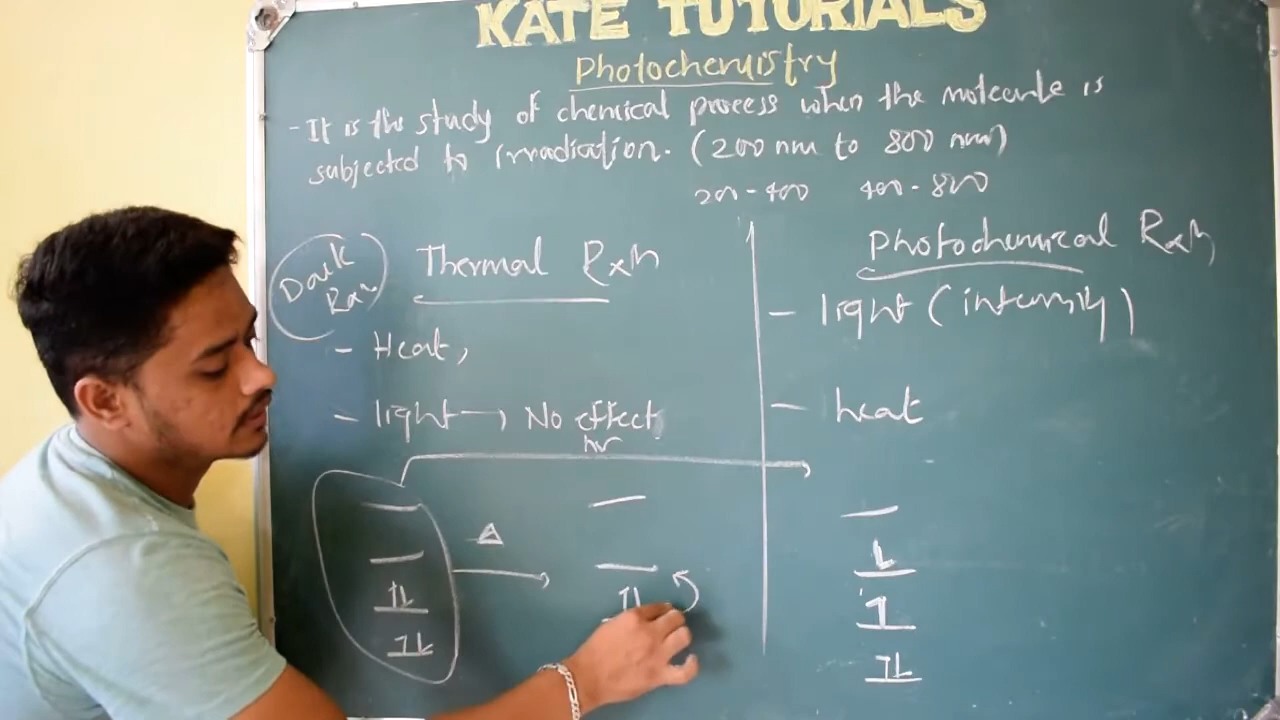 KATE TUTORIALS
Photochemistry
- It is the study of chemical process when the molecule is
subjected to Irradiation. (200 nm to 800 nm)
200-400 400-800
Dark
Rxn
Thermal Rxn
Photochemical Rxn
- light (intensity)
- Heat,
- light → No effect
- heat
hν
Δ